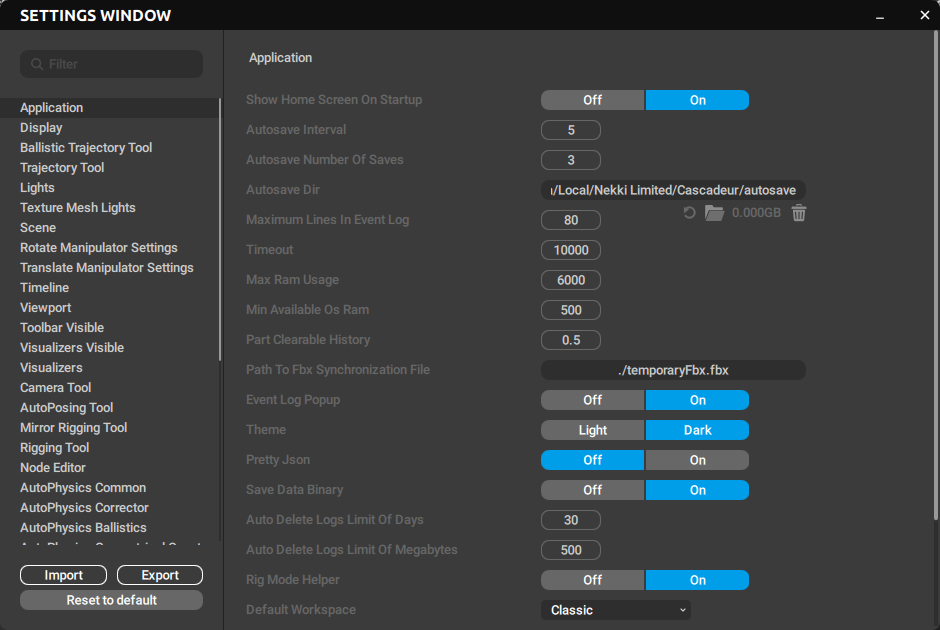 SETTINGS WINDOW
Filter
Application
Display
Ballistic Trajectory Tool
Trajectory Tool
Lights
Texture Mesh Lights
Scene
Rotate Manipulator Settings
Translate Manipulator Settings
Timeline
Viewport
Toolbar Visible
Visualizers Visible
Visualizers
Camera Tool
AutoPosing Tool
Mirror Rigging Tool
Rigging Tool
Node Editor
AutoPhysics Common
AutoPhysics Corrector
AutoPhysics Ballistics
Import Export
Reset to default
Application
Show Home Screen On Startup Off On
Autosave Interval 5
Autosave Number Of Saves 3
Autosave Dir /Local/Nekki Limited/Cascadeur/autosave
0.000GB
Maximum Lines In Event Log 80
Timeout 10000
Max Ram Usage 6000
Min Available Os Ram 500
Part Clearable History 0.5
Path To Fbx Synchronization File ./temporaryFbx.fbx
Event Log Popup Off On
Theme Light Dark
Pretty Json Off On
Save Data Binary Off On
Auto Delete Logs Limit Of Days 30
Auto Delete Logs Limit Of Megabytes 500
Rig Mode Helper Off On
Default Workspace Classic